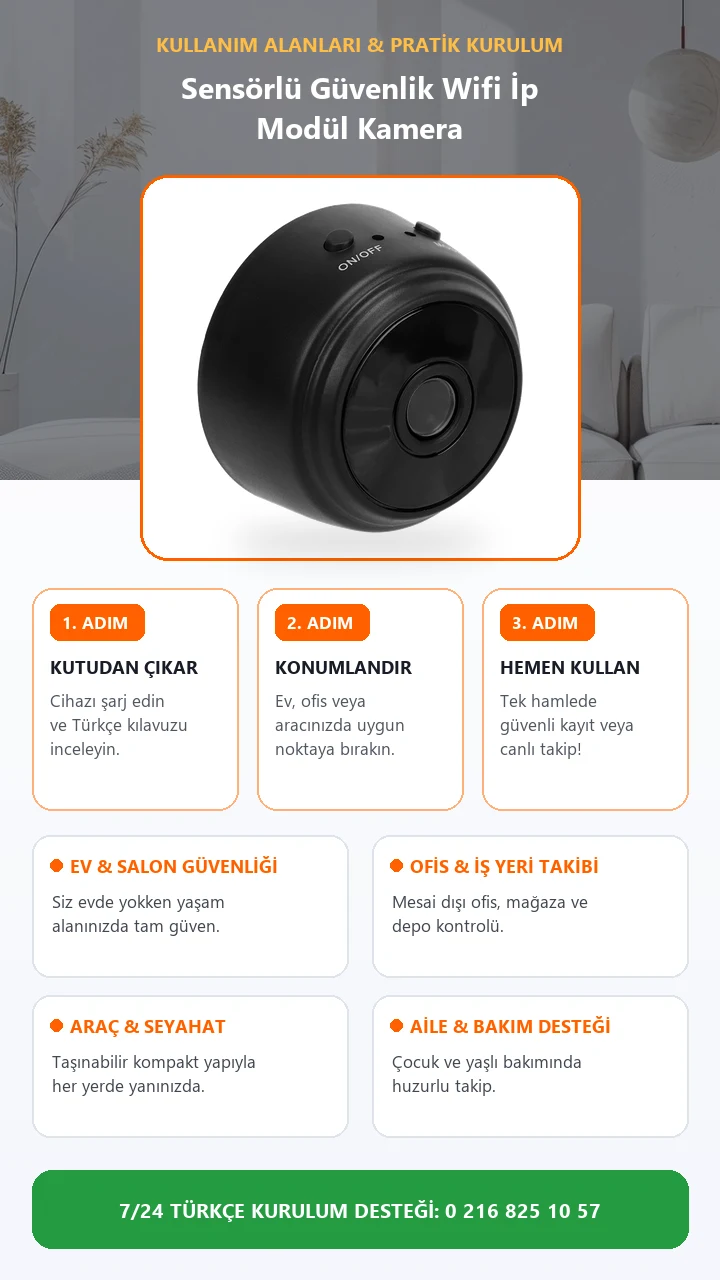 KULLANIM ALANLARI & PRATİK KURULUM
Sensörlü Güvenlik Wifi İp
Modül Kamera
ON/OFF
1. ADIM
KUTUDAN ÇIKAR
Cihazı şarj edin
ve Türkçe kılavuzu
inceleyin.
2. ADIM
KONUMLANDIR
Ev, ofis veya
aracınızda uygun
noktaya bırakın.
3. ADIM
HEMEN KULLAN
Tek hamlede
güvenli kayıt veya
canlı takip!
EV & SALON GÜVENLİĞİ
Siz evde yokken yaşam
alanınızda tam güven.
OFİS & İŞ YERİ TAKİBİ
Mesai dışı ofis, mağaza ve
depo kontrolü.
ARAÇ & SEYAHAT
Taşınabilir kompakt yapıyla
her yerde yanınızda.
AİLE & BAKIM DESTEĞİ
Çocuk ve yaşlı bakımında
huzurlu takip.
7/24 TÜRKÇE KURULUM DESTEĞİ: 0 216 825 10 57